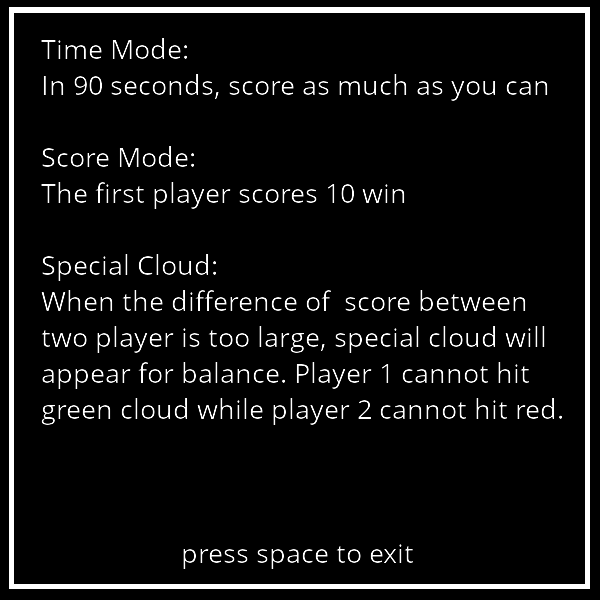 Time Mode:
In 90 seconds, score as much as you can
Score Mode:
The first player scores 10 win
Special Cloud:
When the difference of  score between
two player is too large, special cloud will
appear for balance. Player 1 cannot hit
green cloud while player 2 cannot hit red.
press space to exit